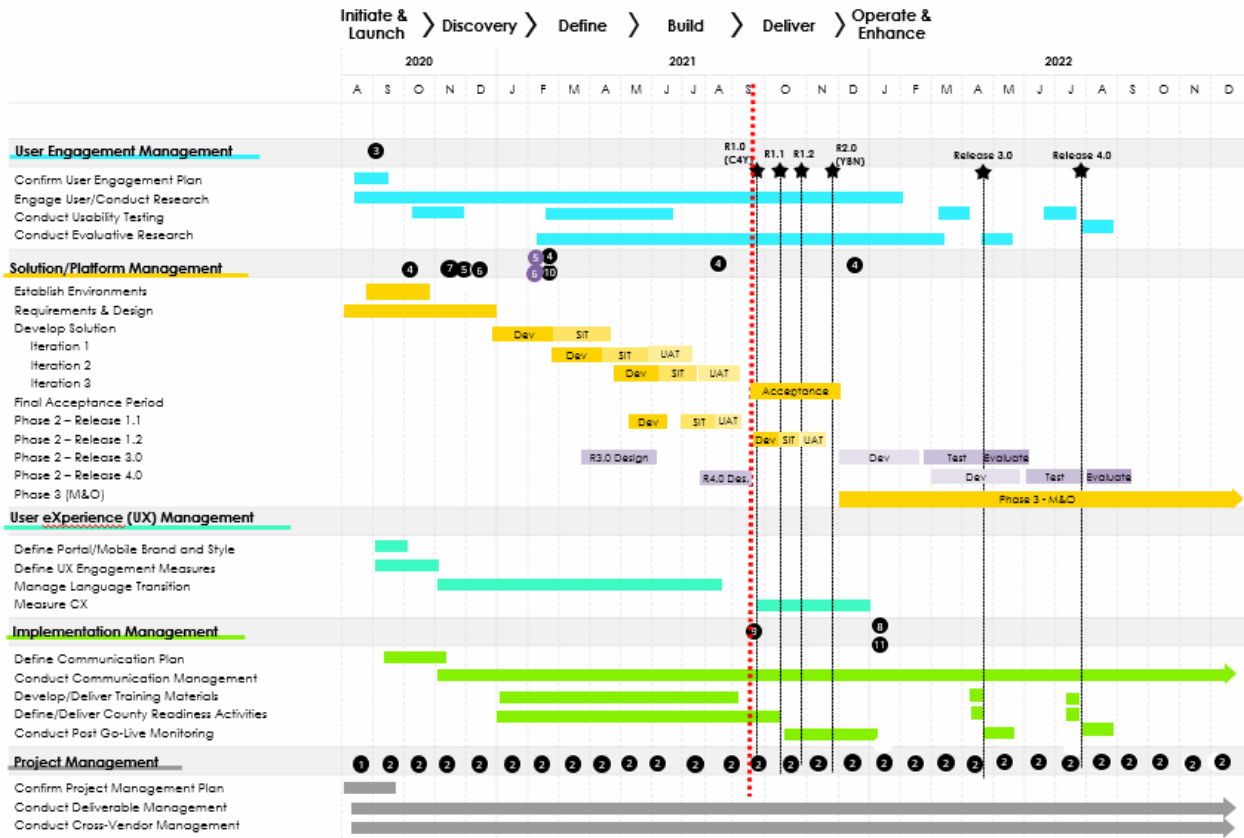 Initiate & Launch > Discovery > Define > Build > Deliver > Operate & Enhance
2020 2021 2022
A S O N D J F M A M J J A S O N D J F M A M J J A S O N D
User Engagement Management 3 R1.0 (C4Y) R1.1 R1.2 R2.0 (YBN) Release 3.0 Release 4.0
Confirm User Engagement Plan
Engage User/Conduct Research
Conduct Usability Testing
Conduct Evaluative Research
Solution/Platform Management 4 7 5 6 5 4 6 10 4 4 4
Establish Environments
Requirements & Design
Develop Solution Dev SIT
Iteration 1 Dev SIT UAT
Iteration 2 Dev SIT UAT
Iteration 3
Final Acceptance Period Acceptance
Phase 2 – Release 1.1 Dev SIT UAT
Phase 2 – Release 1.2 Dev SIT UAT
Phase 2 – Release 3.0 R3.0 Design Dev Test Evaluate
Phase 2 – Release 4.0 R4.0 Des. Dev Test Evaluate
Phase 3 (M&O) Phase 3 - M&O
User eXperience (UX) Management
Define Portal/Mobile Brand and Style
Define UX Engagement Measures
Manage Language Transition
Measure CX
Implementation Management 9 8 11
Define Communication Plan
Conduct Communication Management
Develop/Deliver Training Materials
Define/Deliver County Readiness Activities
Conduct Post Go-Live Monitoring
Project Management 1 2 2 2 2 2 2 2 2 2 2 2 2 2 2 2 2 2 2 2 2 2 2 2 2 2 2 2 2
Confirm Project Management Plan
Conduct Deliverable Management
Conduct Cross-Vendor Management